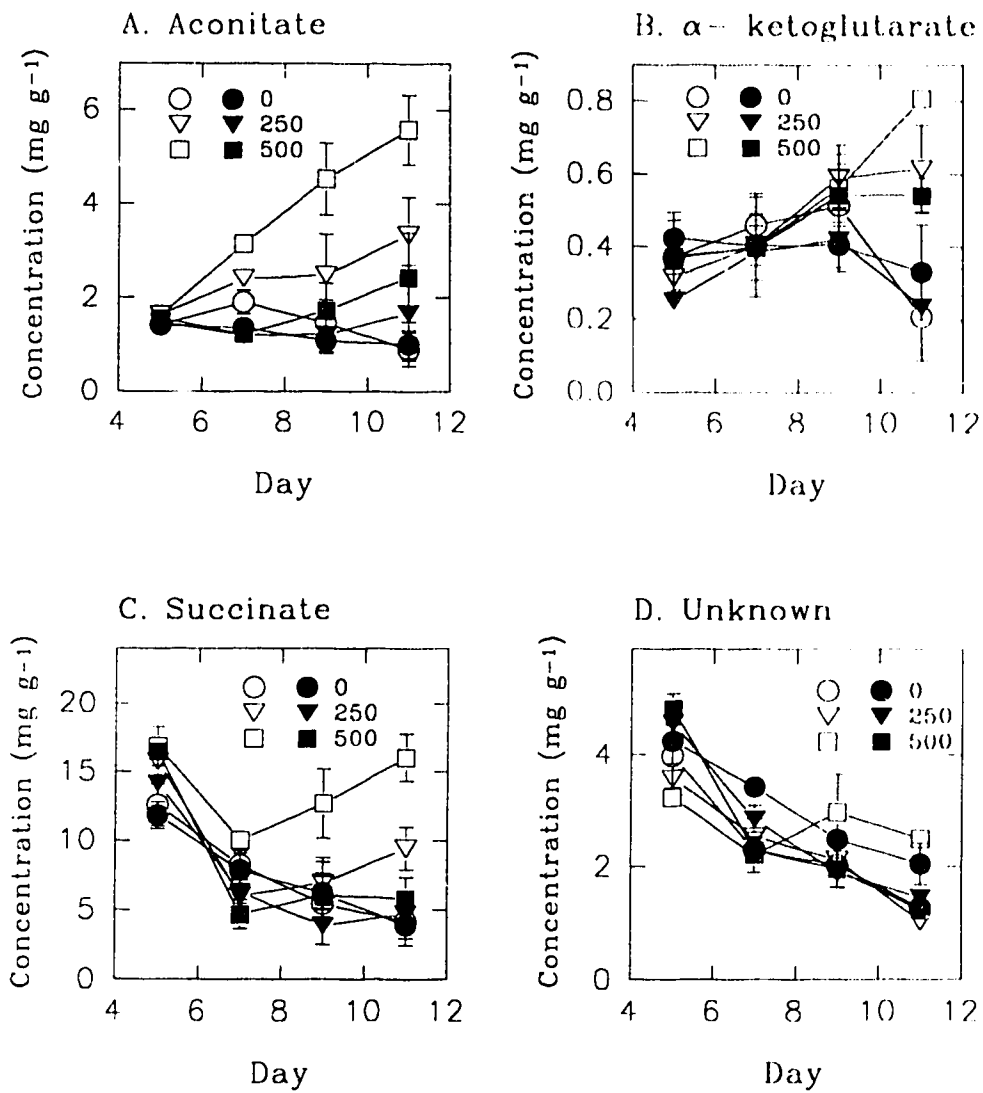 A. Aconitate
Concentration (mg g⁻¹)
6
4
2
0
0
250
500
4 6 8 10 12
Day
B. α- ketoglutarate
Concentration (mg g⁻¹)
0.8
0.6
0.4
0.2
0.0
0
250
500
4 6 8 10 12
Day
C. Succinate
Concentration (mg g⁻¹)
20
15
10
5
0
0
250
500
4 6 8 10 12
Day
D. Unknown
Concentration (mg g⁻¹)
4
2
0
0
250
500
4 6 8 10 12
Day